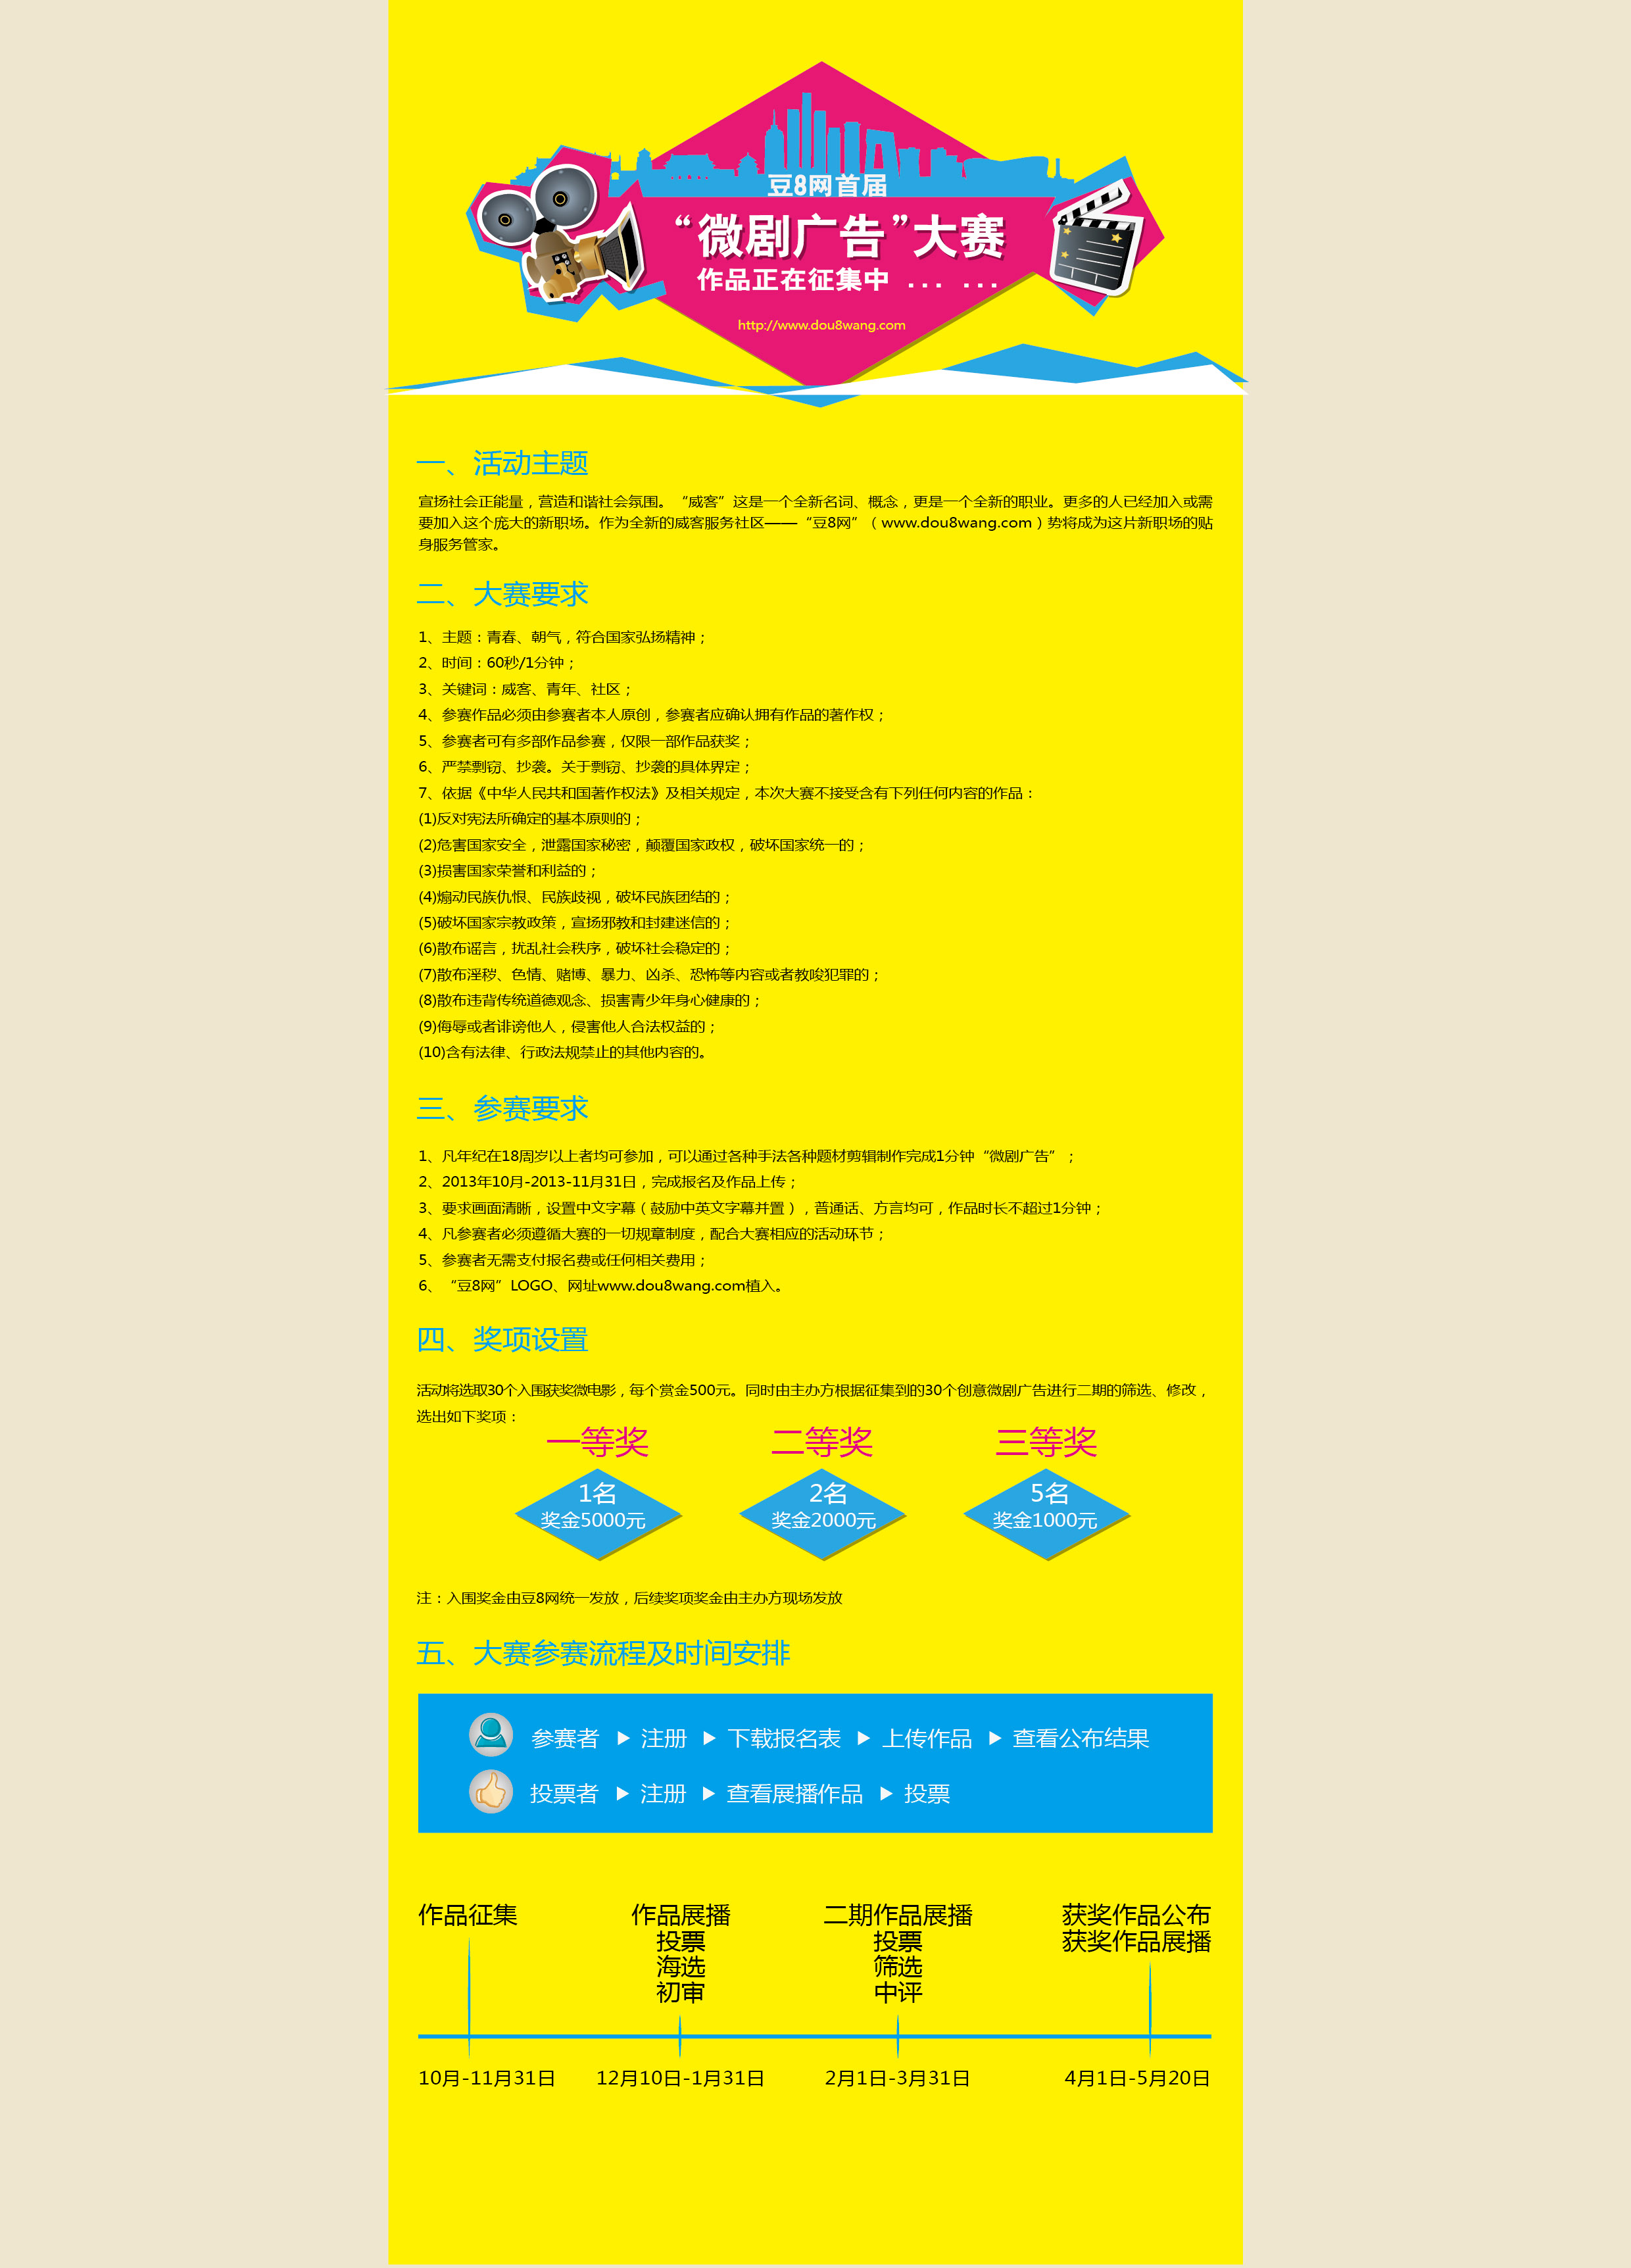 豆8网首届
“微剧广告”大赛
作品正在征集中 ... ...
http://www.dou8wang.com
一、活动主题
宣扬社会正能量，营造和谐社会氛围。“威客”这是一个全新名词、概念，更是一个全新的职业。更多的人已经加入或需
要加入这个庞大的新职场。作为全新的威客服务社区——“豆8网”（www.dou8wang.com）势将成为这片新职场的贴
身服务管家。
二、大赛要求
1、主题：青春、朝气，符合国家弘扬精神；
2、时间：60秒/1分钟；
3、关键词：威客、青年、社区；
4、参赛作品必须由参赛者本人原创，参赛者应确认拥有作品的著作权；
5、参赛者可有多部作品参赛，仅限一部作品获奖；
6、严禁剽窃、抄袭。关于剽窃、抄袭的具体界定；
7、依据《中华人民共和国著作权法》及相关规定，本次大赛不接受含有下列任何内容的作品：
(1)反对宪法所确定的基本原则的；
(2)危害国家安全，泄露国家秘密，颠覆国家政权，破坏国家统一的；
(3)损害国家荣誉和利益的；
(4)煽动民族仇恨、民族歧视，破坏民族团结的；
(5)破坏国家宗教政策，宣扬邪教和封建迷信的；
(6)散布谣言，扰乱社会秩序，破坏社会稳定的；
(7)散布淫秽、色情、赌博、暴力、凶杀、恐怖等内容或者教唆犯罪的；
(8)散布违背传统道德观念、损害青少年身心健康的；
(9)侮辱或者诽谤他人，侵害他人合法权益的；
(10)含有法律、行政法规禁止的其他内容的。
三、参赛要求
1、凡年纪在18周岁以上者均可参加，可以通过各种手法各种题材剪辑制作完成1分钟“微剧广告”；
2、2013年10月-2013-11月31日，完成报名及作品上传；
3、要求画面清晰，设置中文字幕（鼓励中英文字幕并置），普通话、方言均可，作品时长不超过1分钟；
4、凡参赛者必须遵循大赛的一切规章制度，配合大赛相应的活动环节；
5、参赛者无需支付报名费或任何相关费用；
6、“豆8网”LOGO、网址www.dou8wang.com植入。
四、奖项设置
活动将选取30个入围获奖微电影，每个赏金500元。同时由主办方根据征集到的30个创意微剧广告进行二期的筛选、修改，
选出如下奖项：
一等奖 二等奖 三等奖
1名 2名 5名
奖金5000元 奖金2000元 奖金1000元
注：入围奖金由豆8网统一发放，后续奖项奖金由主办方现场发放
五、大赛参赛流程及时间安排
参赛者 ▶ 注册 ▶ 下载报名表 ▶ 上传作品 ▶ 查看公布结果
投票者 ▶ 注册 ▶ 查看展播作品 ▶ 投票
作品征集
作品展播
投票
海选
初审
二期作品展播
投票
筛选
中评
获奖作品公布
获奖作品展播
10月-11月31日 12月10日-1月31日 2月1日-3月31日 4月1日-5月20日